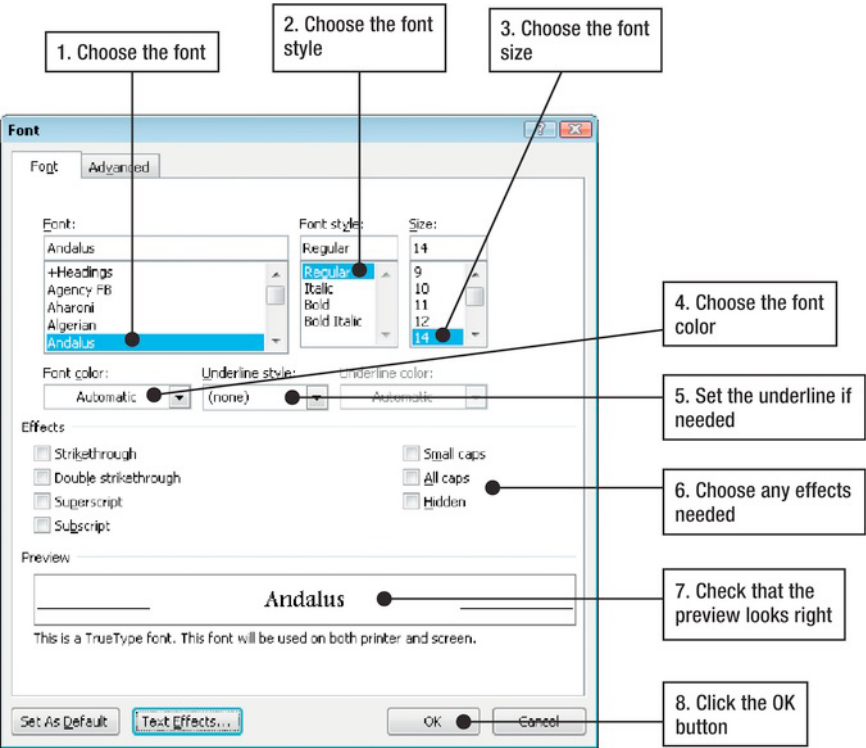 1. Choose the font
2. Choose the font
style
3. Choose the font
size
Font
?
Font
Advanced
Font:
Font style:
Size:
Andalus
Regular
14
+Headings
Agency FB
Aharoni
Algerian
Andalus
Regular
Italic
Bold
Bold Italic
9
10
11
12
14
4. Choose the font
color
Font color:
Underline style:
Underline color:
Automatic
(none)
Automatic
5. Set the underline if
needed
Effects
Strikethrough
Double strikethrough
Superscript
Subscript
Small caps
All caps
Hidden
6. Choose any effects
needed
Preview
Andalus
7. Check that the
preview looks right
This is a TrueType font. This font will be used on both printer and screen.
8. Click the OK
button
Set As Default
Text Effects...
OK
Cancel